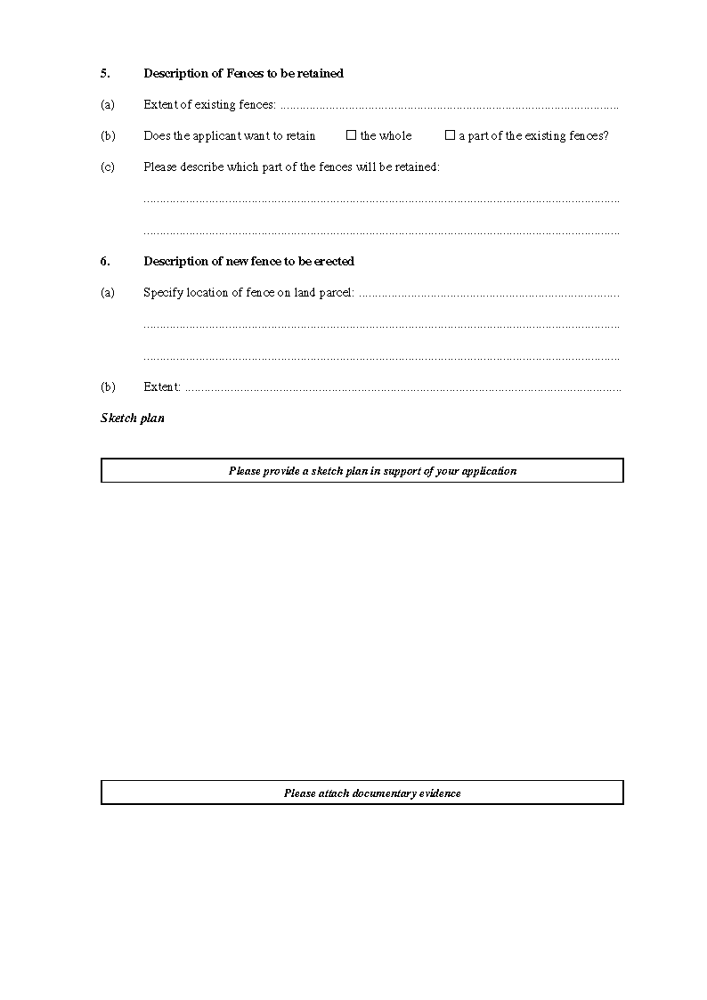 5. Description of Fences to be retained
(a) Extent of existing fences: ........................................................................................................
(b) Does the applicant want to retain ☐ the whole ☐ a part of the existing fences?
(c) Please describe which part of the fences will be retained:
..................................................................................................................................................
..................................................................................................................................................
6. Description of new fence to be erected
(a) Specify location of fence on land parcel: ................................................................................
..................................................................................................................................................
..................................................................................................................................................
(b) Extent: ......................................................................................................................................
Sketch plan
Please provide a sketch plan in support of your application
Please attach documentary evidence